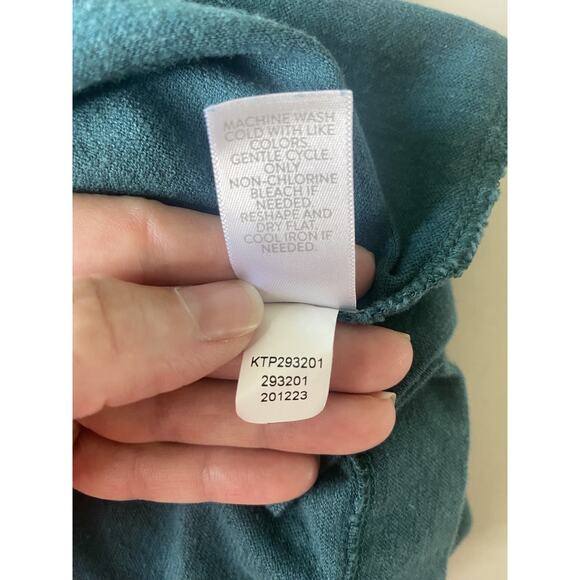 MACHINE WASH
COLD WITH LIKE
COLORS.
GENTLE CYCLE.
ONLY
NON-CHLORINE
BLEACH IF
NEEDED.
RESHAPE AND
DRY FLAT.
COOL IRON IF
NEEDED.
KTP293201
293201
201223